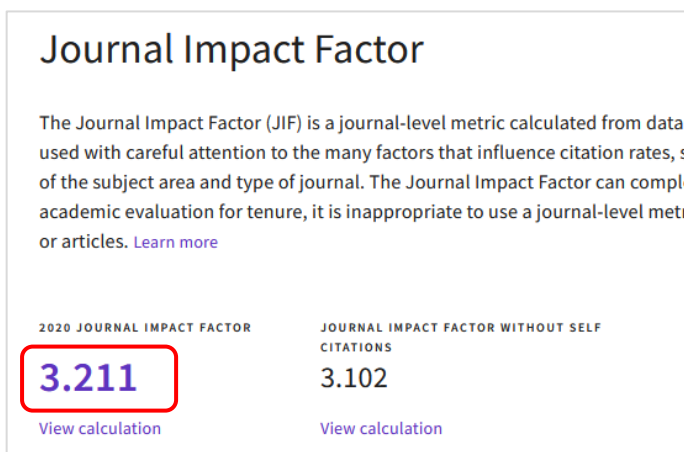 Journal Impact Factor
The Journal Impact Factor (JIF) is a journal-level metric calculated from data
used with careful attention to the many factors that influence citation rates,
of the subject area and type of journal. The Journal Impact Factor can
academic evaluation for tenure, it is inappropriate to use a journal-level
or articles. Learn more
2020 JOURNAL IMPACT FACTOR
3.211
View calculation
JOURNAL IMPACT FACTOR WITHOUT SELF
CITATIONS
3.102
View calculation